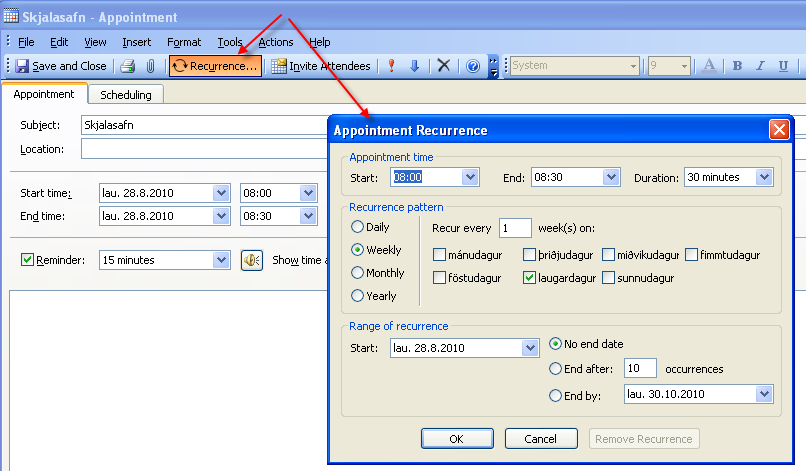 Skjalasafn - Appointment
File Edit View Insert Format Tools Actions Help
Save and Close Recurrence... Invite Attendees System 9 A B I U
Appointment Scheduling
Subject: Skjalasafn
Location:
Start time: lau. 28.8.2010 08:00
End time: lau. 28.8.2010 08:30
Reminder: 15 minutes Show time a
Appointment Recurrence
Appointment time
Start: 08:00 End: 08:30 Duration: 30 minutes
Recurrence pattern
Daily
Weekly
Monthly
Yearly
Recur every 1 week(s) on:
mánudagur þriðjudagur miðvikudagur fimmtudagur
föstudagur laugardagur sunnudagur
Range of recurrence
Start: lau. 28.8.2010
No end date
End after: 10 occurrences
End by: lau. 30.10.2010
OK Cancel Remove Recurrence